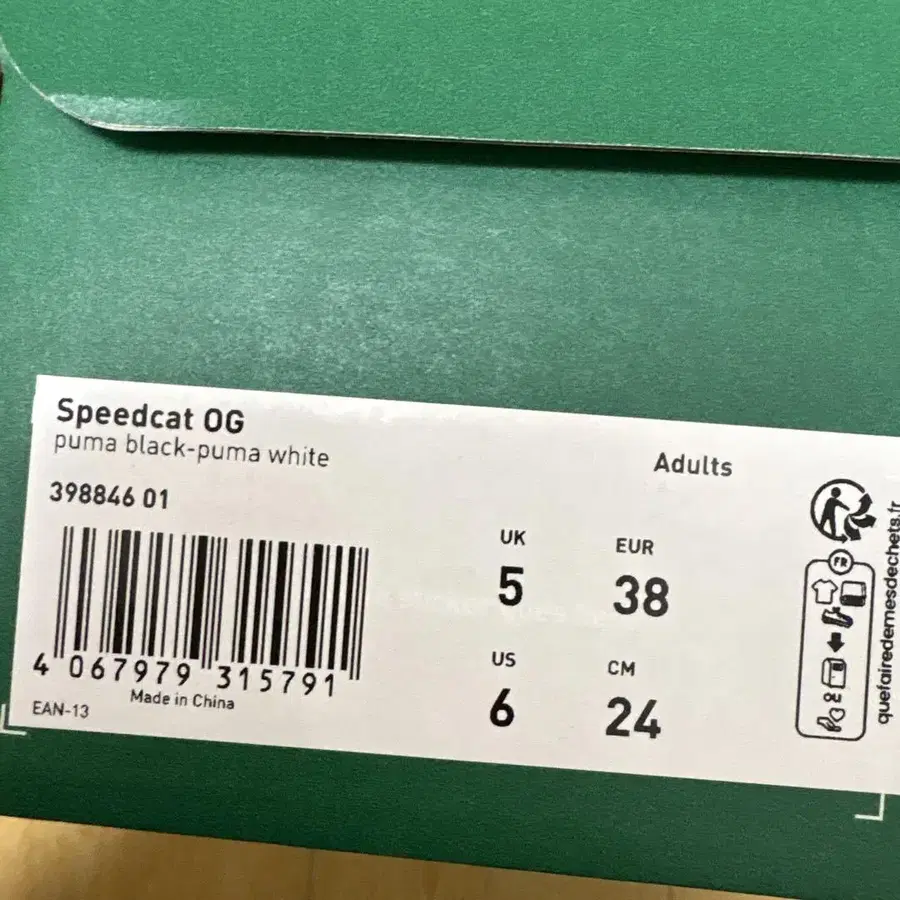 Speedcat OG
puma black-puma white
398846 01
Adults
UK
5
EUR
38
US
6
CM
24
4 067979 315791
Made in China
EAN-13
FR
quefairedemesdechets.fr